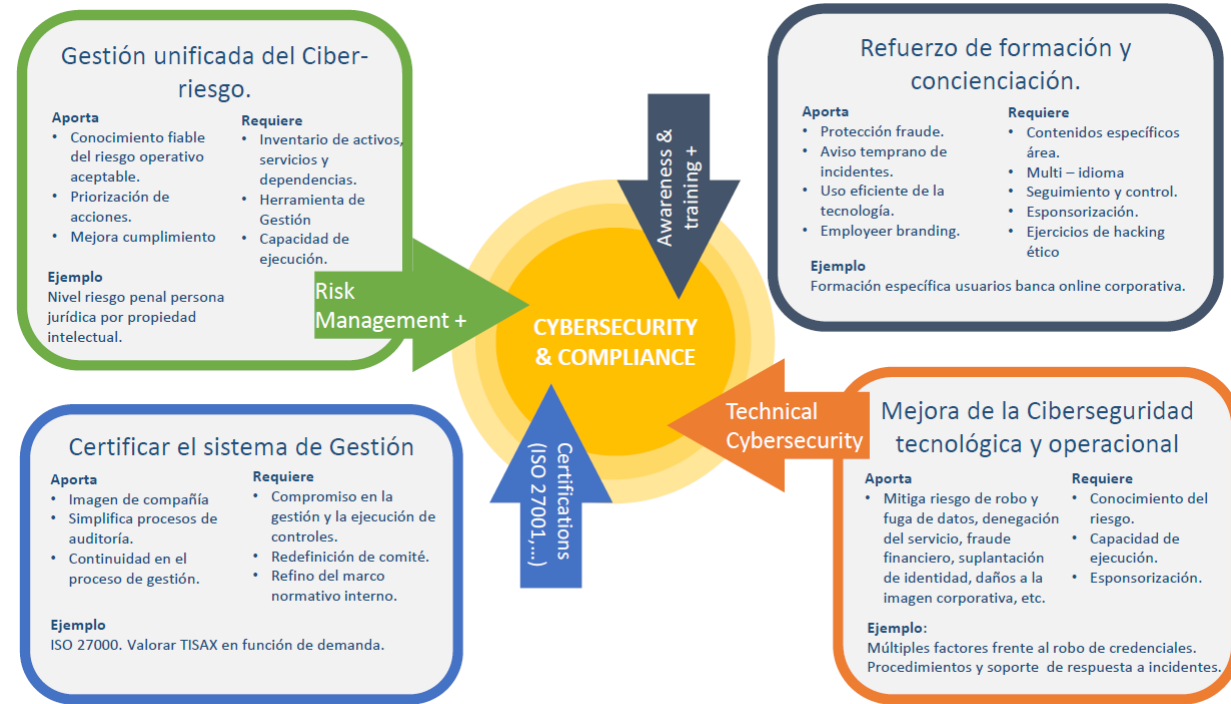 Gestión unificada del Ciber-
riesgo.
Aporta
• Conocimiento fiable
del riesgo operativo
aceptable.
• Priorización de
acciones.
• Mejora cumplimiento
Requiere
• Inventario de activos,
servicios y
dependencias.
• Herramienta de
Gestión
• Capacidad de
ejecución.
Ejemplo
Nivel riesgo penal persona
jurídica por propiedad
intelectual.
Risk
Management +
Awareness &
training +
Refuerzo de formación y
concienciación.
Aporta
• Protección fraude.
• Aviso temprano de
incidentes.
• Uso eficiente de la
tecnología.
• Employeer branding.
Requiere
• Contenidos específicos
área.
• Multi – idioma
• Seguimiento y control.
• Esponsorización.
• Ejercicios de hacking
ético
Ejemplo
Formación específica usuarios banca online corporativa.
CYBERSECURITY
& COMPLIANCE
Certificar el sistema de Gestión
Aporta
• Imagen de compañía
• Simplifica procesos de
auditoría.
• Continuidad en el
proceso de gestión.
Requiere
• Compromiso en la
gestión y la ejecución de
controles.
• Redefinición de comité.
• Refino del marco
normativo interno.
Ejemplo
ISO 27000. Valorar TISAX en función de demanda.
Certifications
(ISO 27001,...)
Technical
Cybersecurity
Mejora de la Ciberseguridad
tecnológica y operacional
Aporta
• Mitiga riesgo de robo y
fuga de datos, denegación
del servicio, fraude
financiero, suplantación
de identidad, daños a la
imagen corporativa, etc.
Requiere
• Conocimiento del
riesgo.
• Capacidad de
ejecución.
• Esponsorización.
Ejemplo:
Múltiples factores frente al robo de credenciales.
Procedimientos y soporte de respuesta a incidentes.